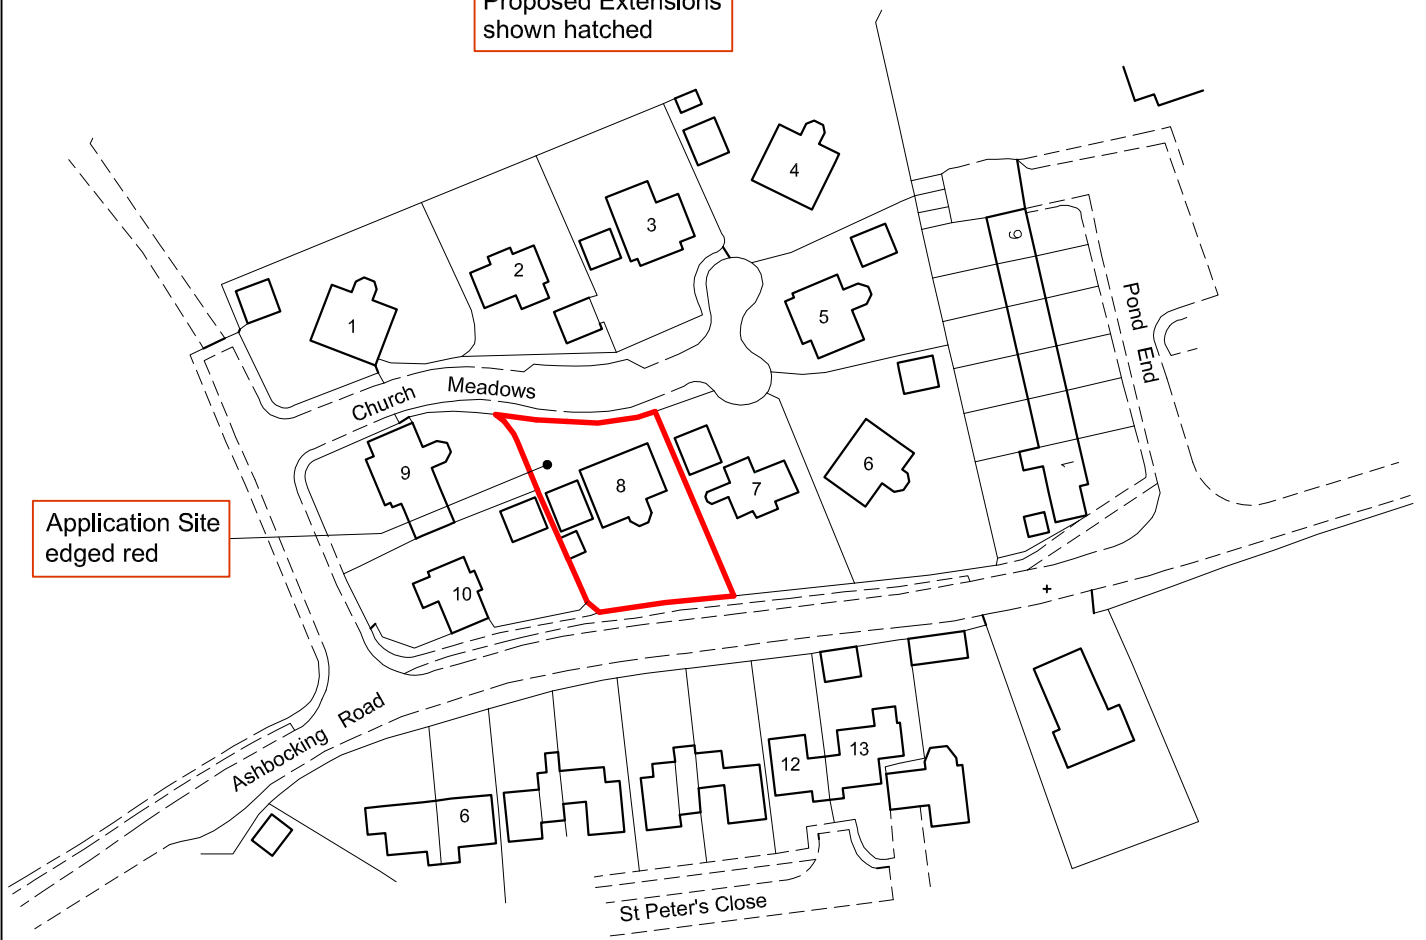 Proposed Extensions
shown hatched
4
3
9
2
5
Pond End
1
Church Meadows
6
9
1
8
7
Application Site
edged red
10
Ashbocking Road
13
12
6
St Peter's Close